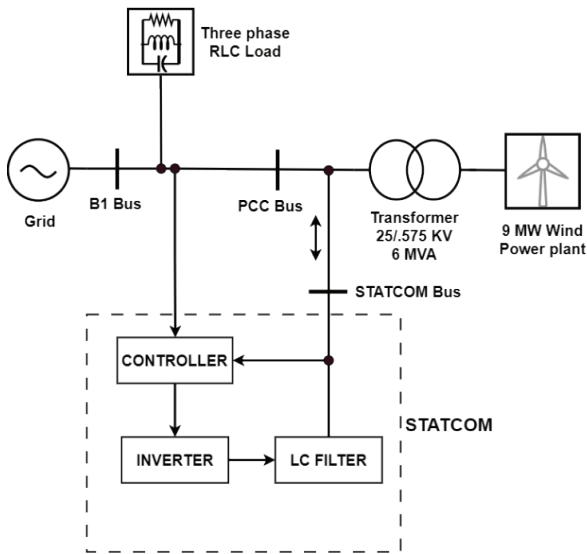 Three phase
RLC Load
Grid
B1 Bus
PCC Bus
Transformer
25/.575 KV
6 MVA
9 MW Wind
Power plant
STATCOM Bus
CONTROLLER
STATCOM
INVERTER
LC FILTER